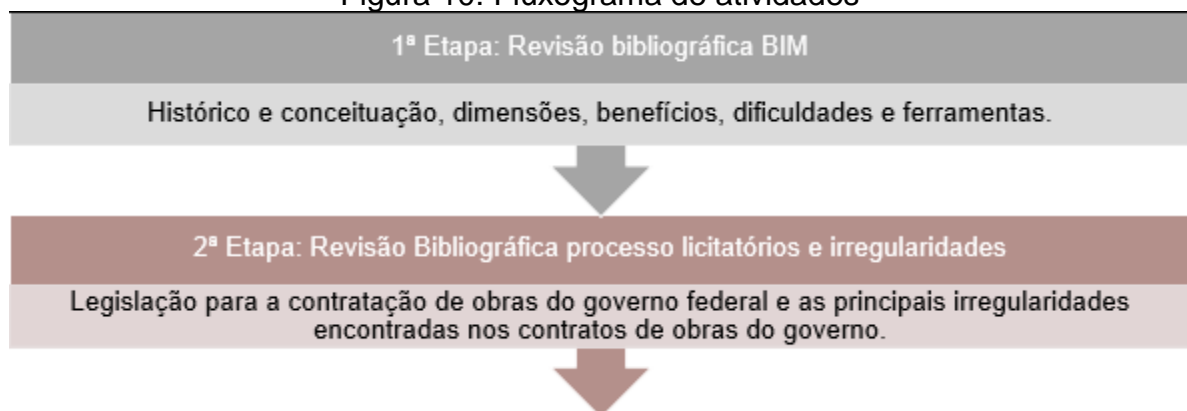 Figura 10. Fluxograma de atividades
1ª Etapa: Revisão bibliográfica BIM
Histórico e conceituação, dimensões, benefícios, dificuldades e ferramentas.
2ª Etapa: Revisão Bibliográfica processo licitatórios e irregularidades
Legislação para a contratação de obras do governo federal e as principais irregularidades
encontradas nos contratos de obras do governo.